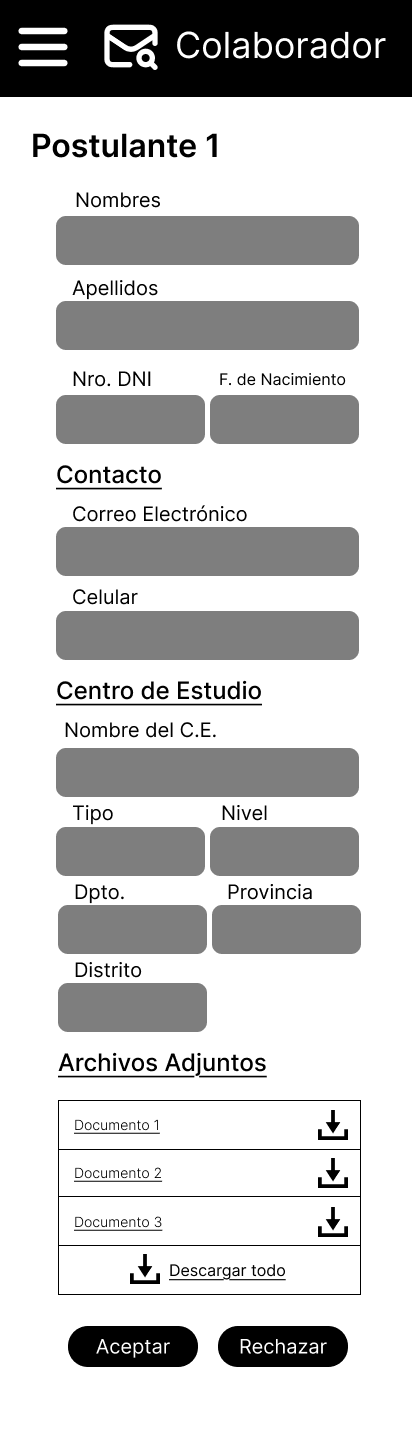 Colaborador
Postulante 1
Nombres
Apellidos
Nro. DNI F. de Nacimiento
Contacto
Correo Electrónico
Celular
Centro de Estudio
Nombre del C.E.
Tipo Nivel
Dpto. Provincia
Distrito
Archivos Adjuntos
Documento 1
Documento 2
Documento 3
Descargar todo
Aceptar Rechazar